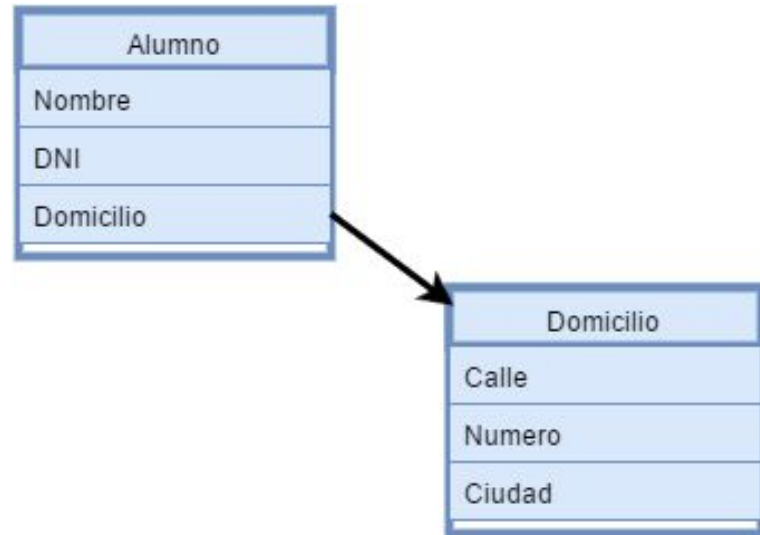 Alumno
Nombre
DNI
Domicilio
Domicilio
Calle
Numero
Ciudad